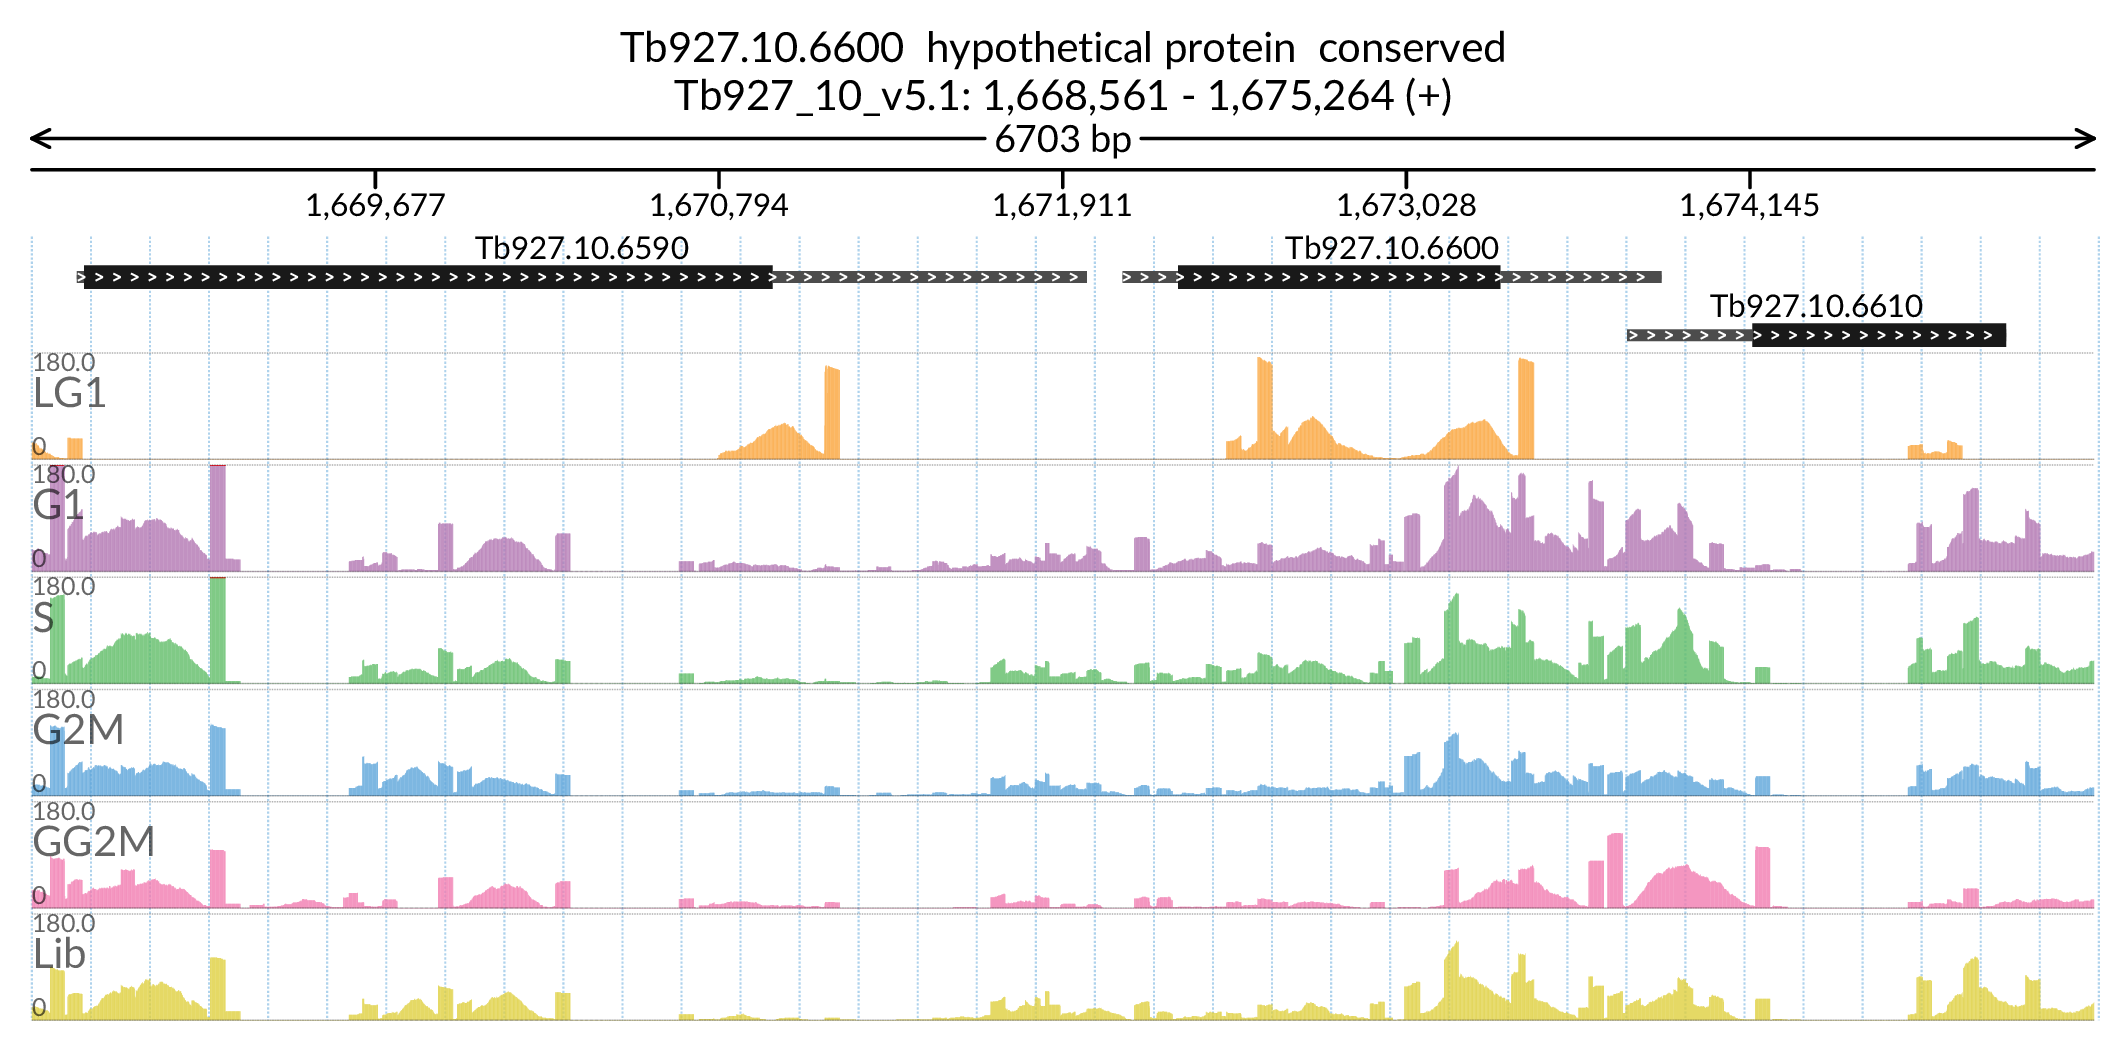 Tb927.10.6600  hypothetical protein  conserved
Tb927_10_v5.1: 1,668,561 - 1,675,264 (+)
6703 bp
1,669,677 1,670,794 1,671,911 1,673,028 1,674,145
Tb927.10.6590 Tb927.10.6600
Tb927.10.6610
180.0
LG1
0
180.0
G1
0
180.0
S
0
180.0
G2M
0
180.0
GG2M
0
180.0
Lib
0